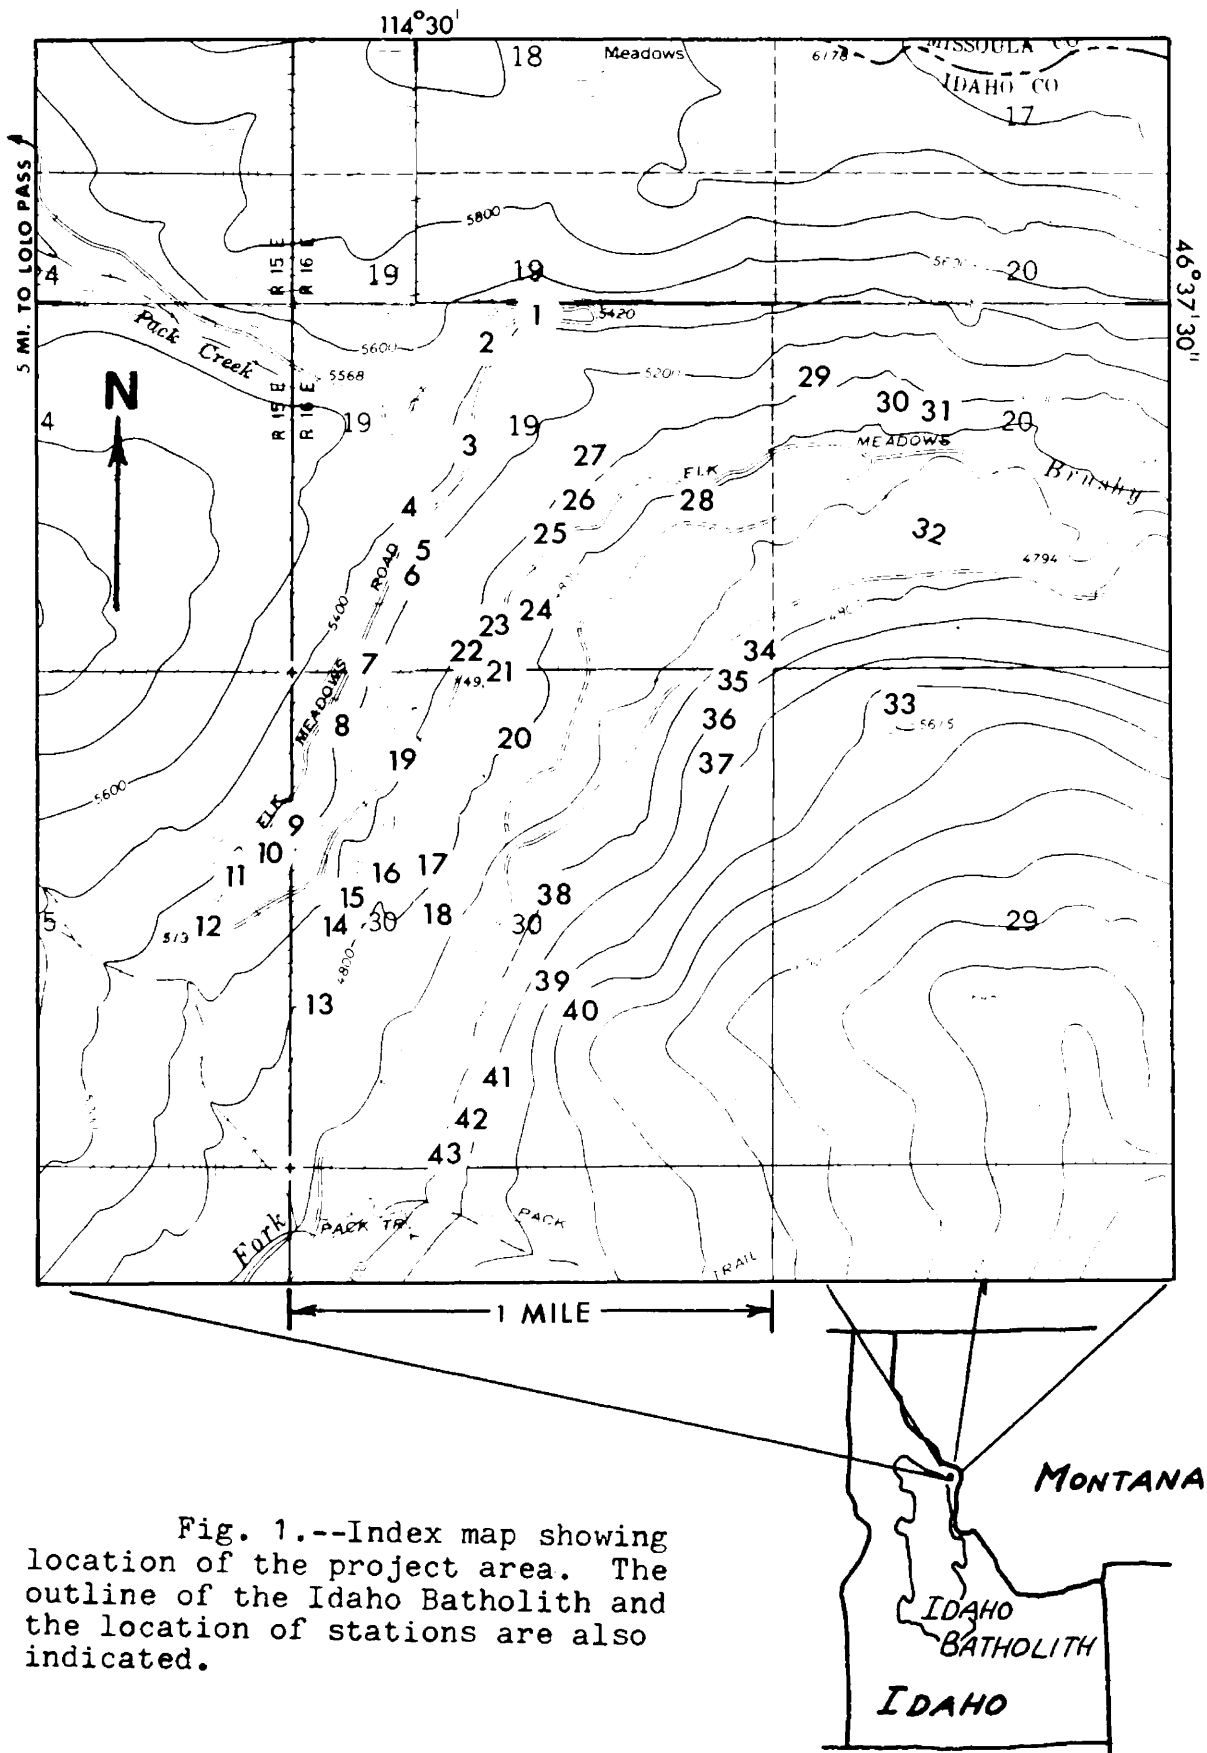 114°30'
18
Meadows
6178
MISSOULA CO
IDAHO CO
17
5 MI. TO LOLO PASS
5800
R 15 E
R 16 E
19
19
20
46°37'30"
4
Pack Creek
1
5420
2
5600
5568
5200
29
N
R 15 E
R 16 E
30
31
4
19
19
20
3
27
MEADOWS
ELK
Brushy
26
28
4
25
32
5
ROAD
6
4794
5400
24
23
22
34
7
21
35
MEADOWS
33
36
5615
8
20
19
37
5600
ELK
9
10
11
16
17
15
38
5
12
14
30
18
30
29
4800
13
39
40
41
42
43
Fork
PACK TR.
PACK
TRAIL
1 MILE
MONTANA
IDAHO
BATHOLITH
IDAHO
Fig. 1.--Index map showing
location of the project area. The
outline of the Idaho Batholith and
the location of stations are also
indicated.